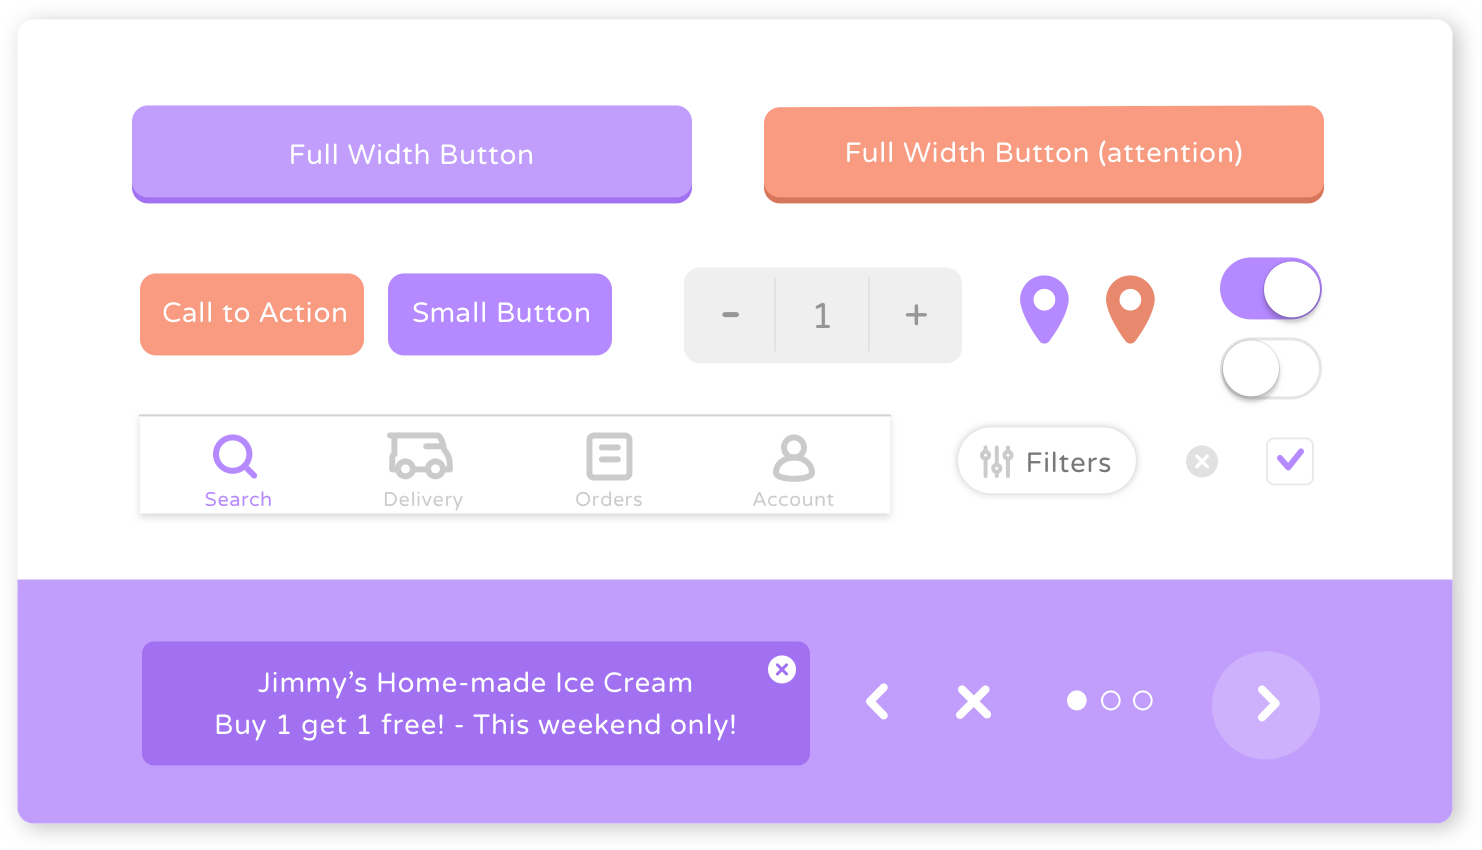 Full Width Button
Full Width Button (attention)
Call to Action
Small Button
- 1 +
Search
Delivery
Orders
Account
Filters
Jimmy’s Home-made Ice Cream
Buy 1 get 1 free! - This weekend only!